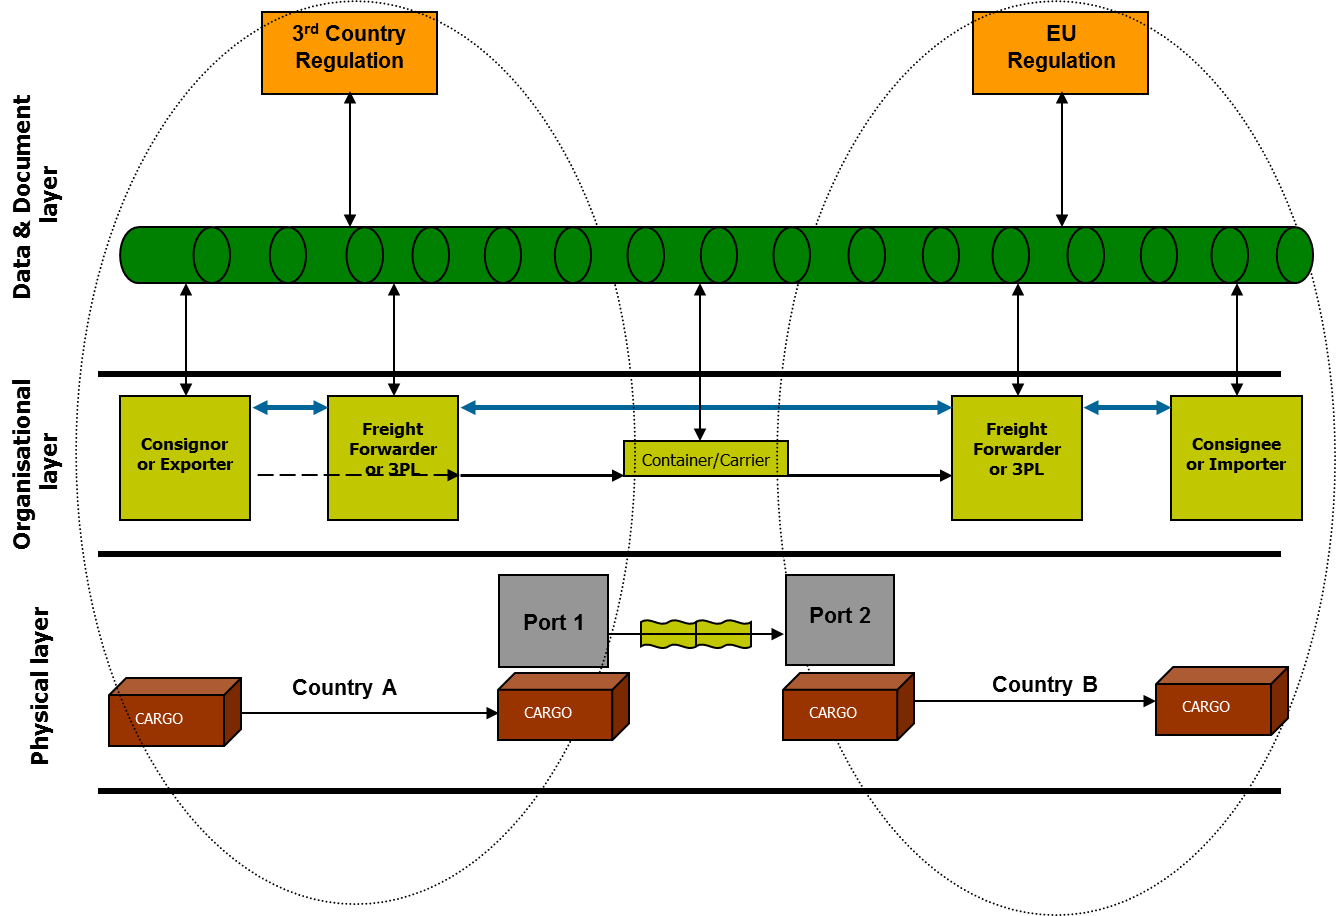 3rd Country
Regulation
EU
Regulation
Data & Document
layer
Organisational
layer
Consignor
or Exporter
Freight
Forwarder
or 3PL
Container/Carrier
Freight
Forwarder
or 3PL
Consignee
or Importer
Physical layer
Port 1
Port 2
Country A
Country B
CARGO
CARGO
CARGO
CARGO